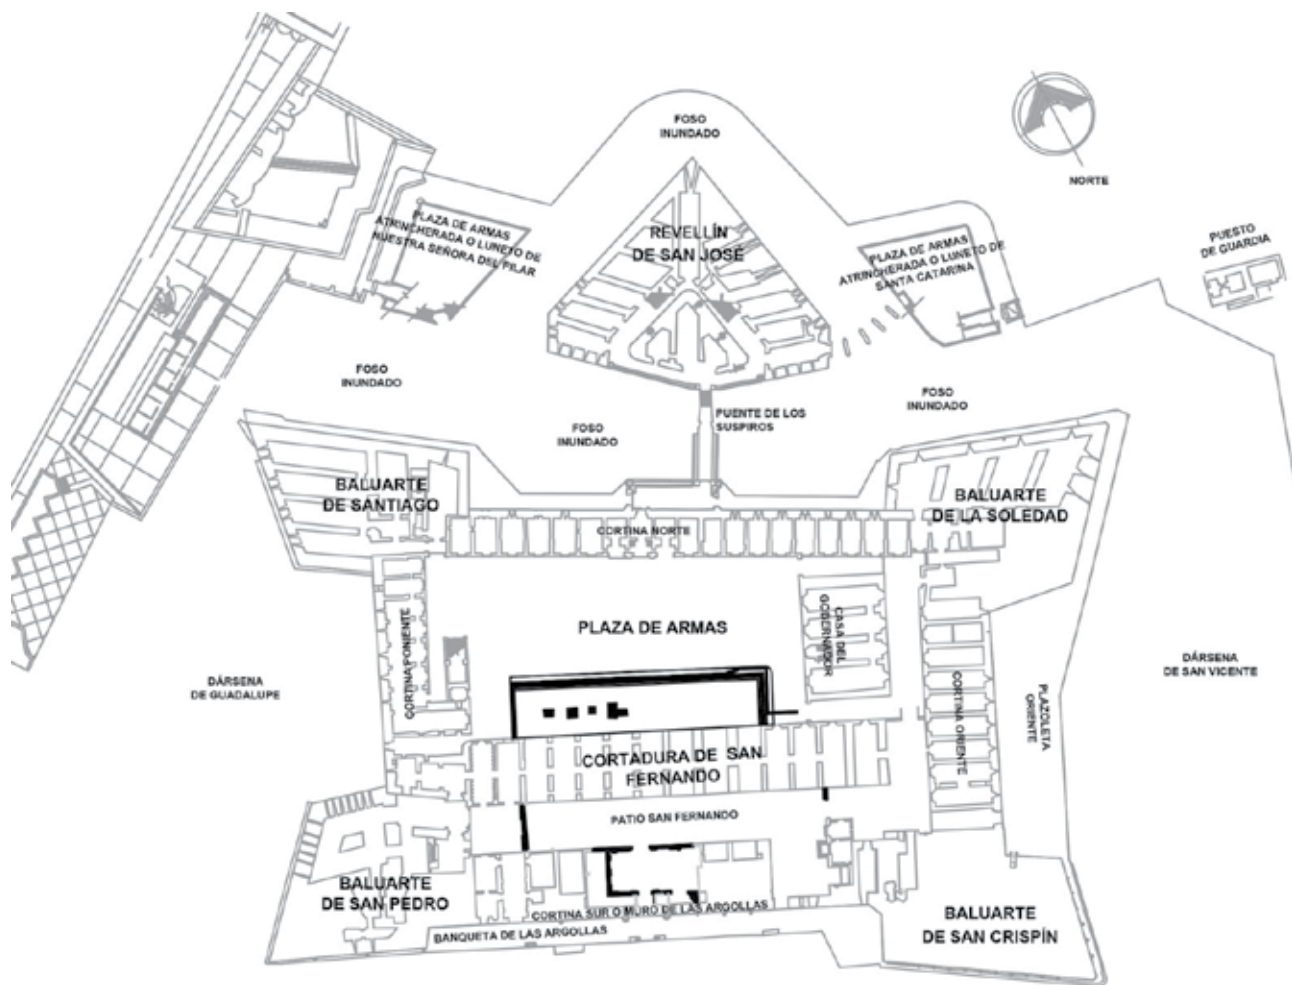 FOSO
INUNDADO
NORTE
PLAZA DE ARMAS
ATRINCHERADA O LUNETO DE
NUESTRA SEÑORA DEL PILAR
REVELLÍN
DE SAN JOSÉ
PLAZA DE ARMAS
ATRINCHERADA O LUNETO DE
SANTA CATARINA
PUESTO
DE GUARDIA
FOSO
INUNDADO
FOSO
INUNDADO
PUENTE DE LOS
SUSPIROS
FOSO
INUNDADO
BALUARTE
DE SANTIAGO
BALUARTE
DE LA SOLEDAD
CORTINA NORTE
CORTINA PONIENTE
PLAZA DE ARMAS
CASA DEL
GOBERNADOR
DÁRSENA
DE GUADALUPE
CORTINA ORIENTE
PLAZOLETA
ORIENTE
DÁRSENA
DE SAN VICENTE
CORTADURA DE SAN
FERNANDO
PATIO SAN FERNANDO
BALUARTE
DE SAN PEDRO
CORTINA SUR O MURO DE LAS ARGOLLAS
BANQUETA DE LAS ARGOLLAS
BALUARTE
DE SAN CRISPÍN